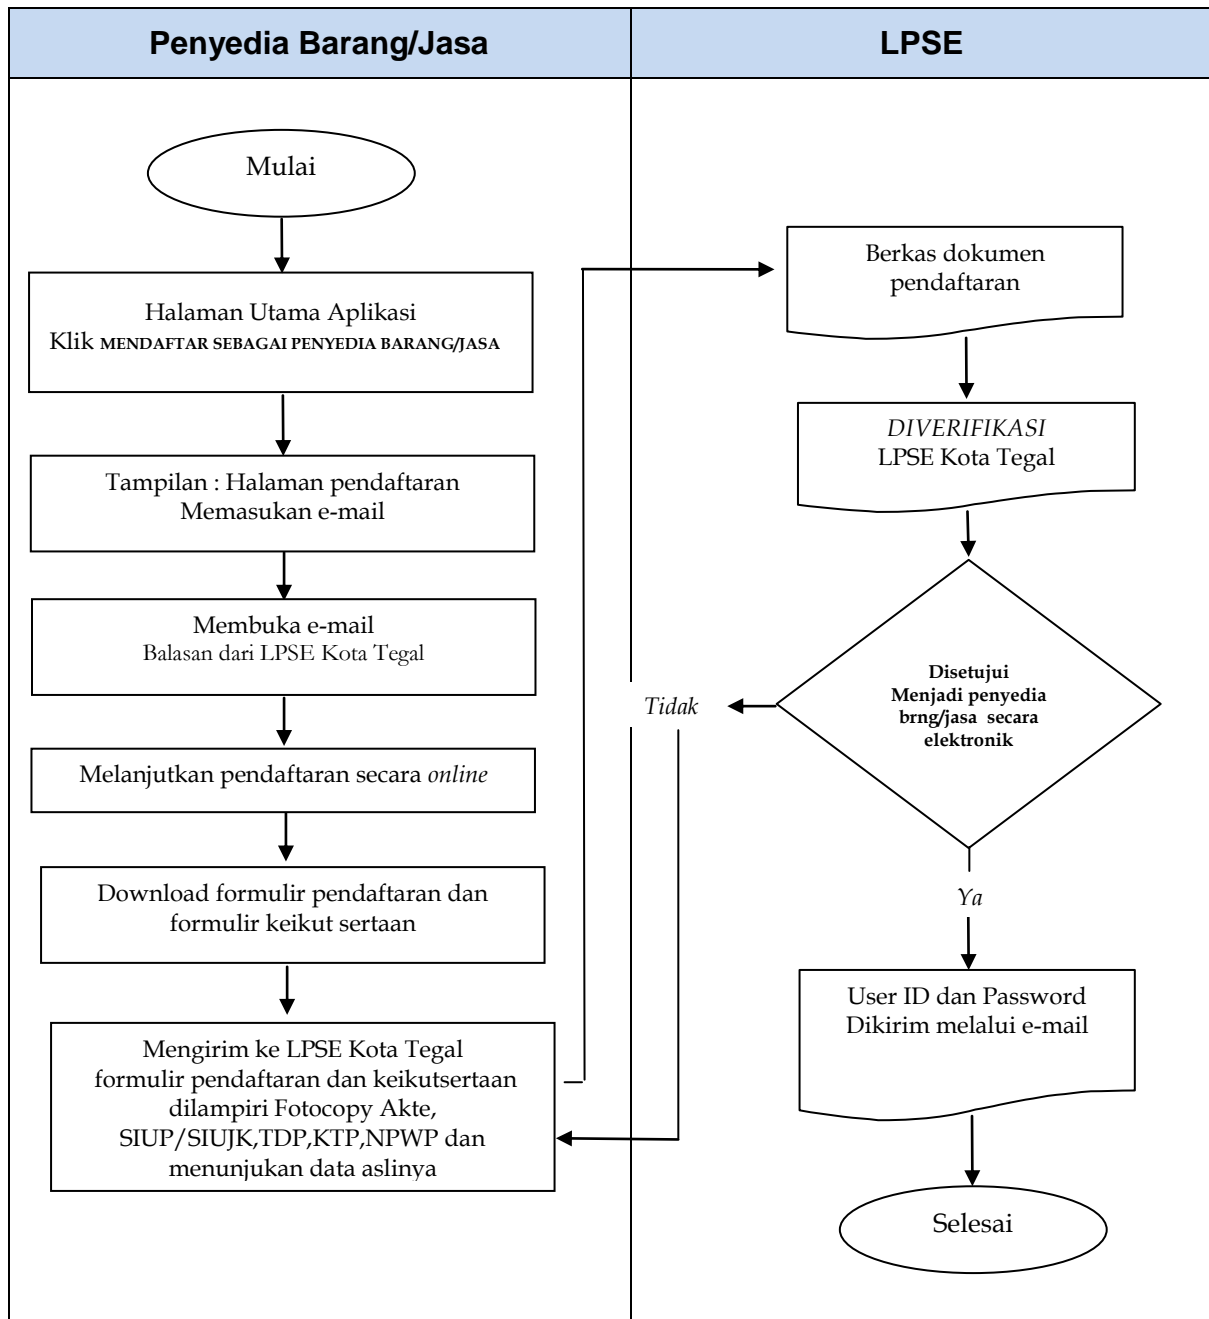 Penyedia Barang/Jasa
LPSE
Mulai
Halaman Utama Aplikasi
Klik MENDAFTAR SEBAGAI PENYEDIA BARANG/JASA
Tampilan : Halaman pendaftaran
Memasukan e-mail
Membuka e-mail
Balasan dari LPSE Kota Tegal
Melanjutkan pendaftaran secara online
Download formulir pendaftaran dan
formulir keikut sertaan
Mengirim ke LPSE Kota Tegal
formulir pendaftaran dan keikutsertaan
dilampiri Fotocopy Akte,
SIUP/SIUJK,TDP,KTP,NPWP dan
menunjukan data aslinya
Berkas dokumen
pendaftaran
DIVERIFIKASI
LPSE Kota Tegal
Disetujui
Menjadi penyedia
brng/jasa secara
elektronik
Tidak
Ya
User ID dan Password
Dikirim melalui e-mail
Selesai